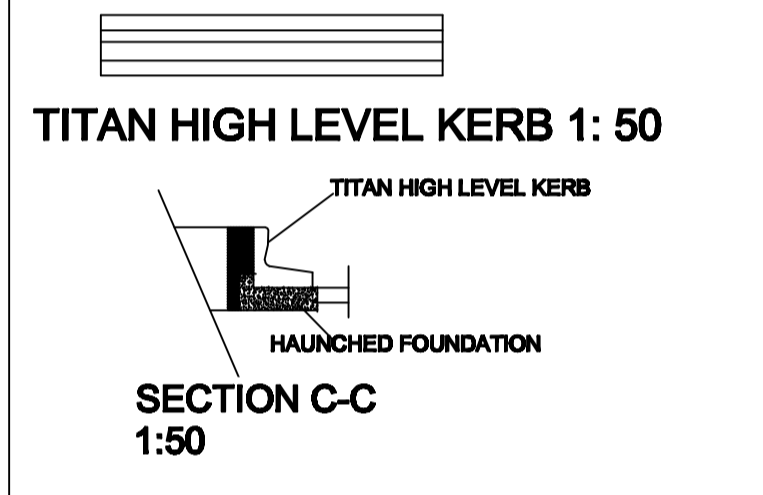 TITAN HIGH LEVEL KERB 1: 50
TITAN HIGH LEVEL KERB
HAUNCHED FOUNDATION
SECTION C-C
1:50